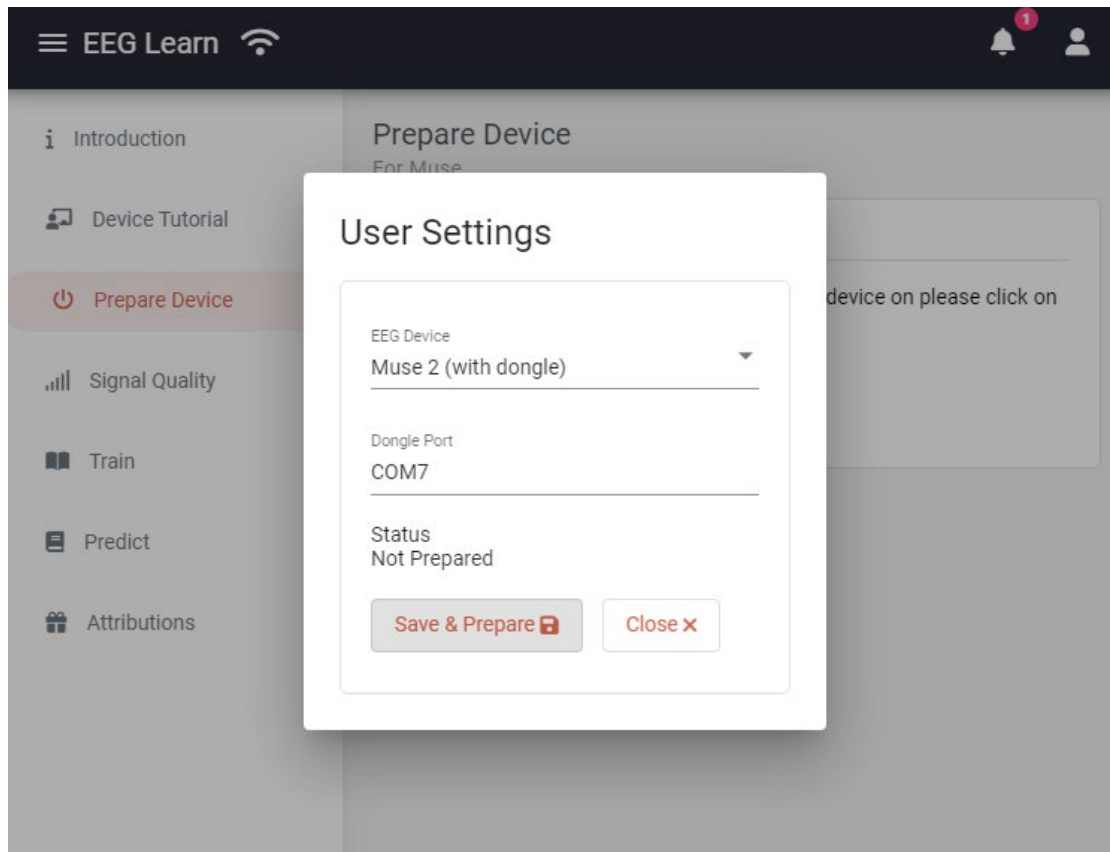 EEG Learn
1
Introduction
Device Tutorial
Prepare Device
Signal Quality
Train
Predict
Attributions
Prepare Device
For Muse
device on please click on
User Settings
EEG Device
Muse 2 (with dongle)
Dongle Port
COM7
Status
Not Prepared
Save & Prepare
Close